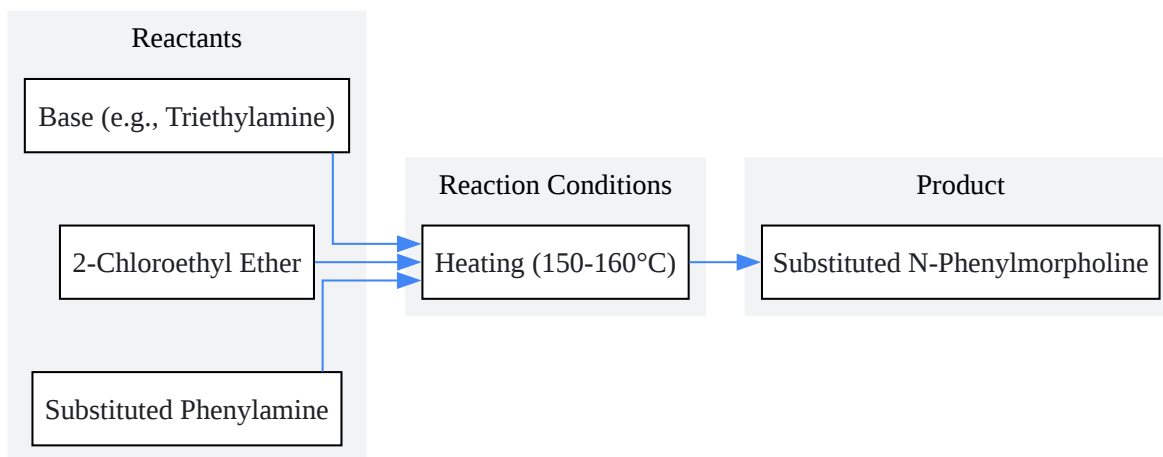 Reactants
Base (e.g., Triethylamine)
2-Chloroethyl Ether
Substituted Phenylamine
Reaction Conditions
Heating (150-160°C)
Product
Substituted N-Phenylmorpholine